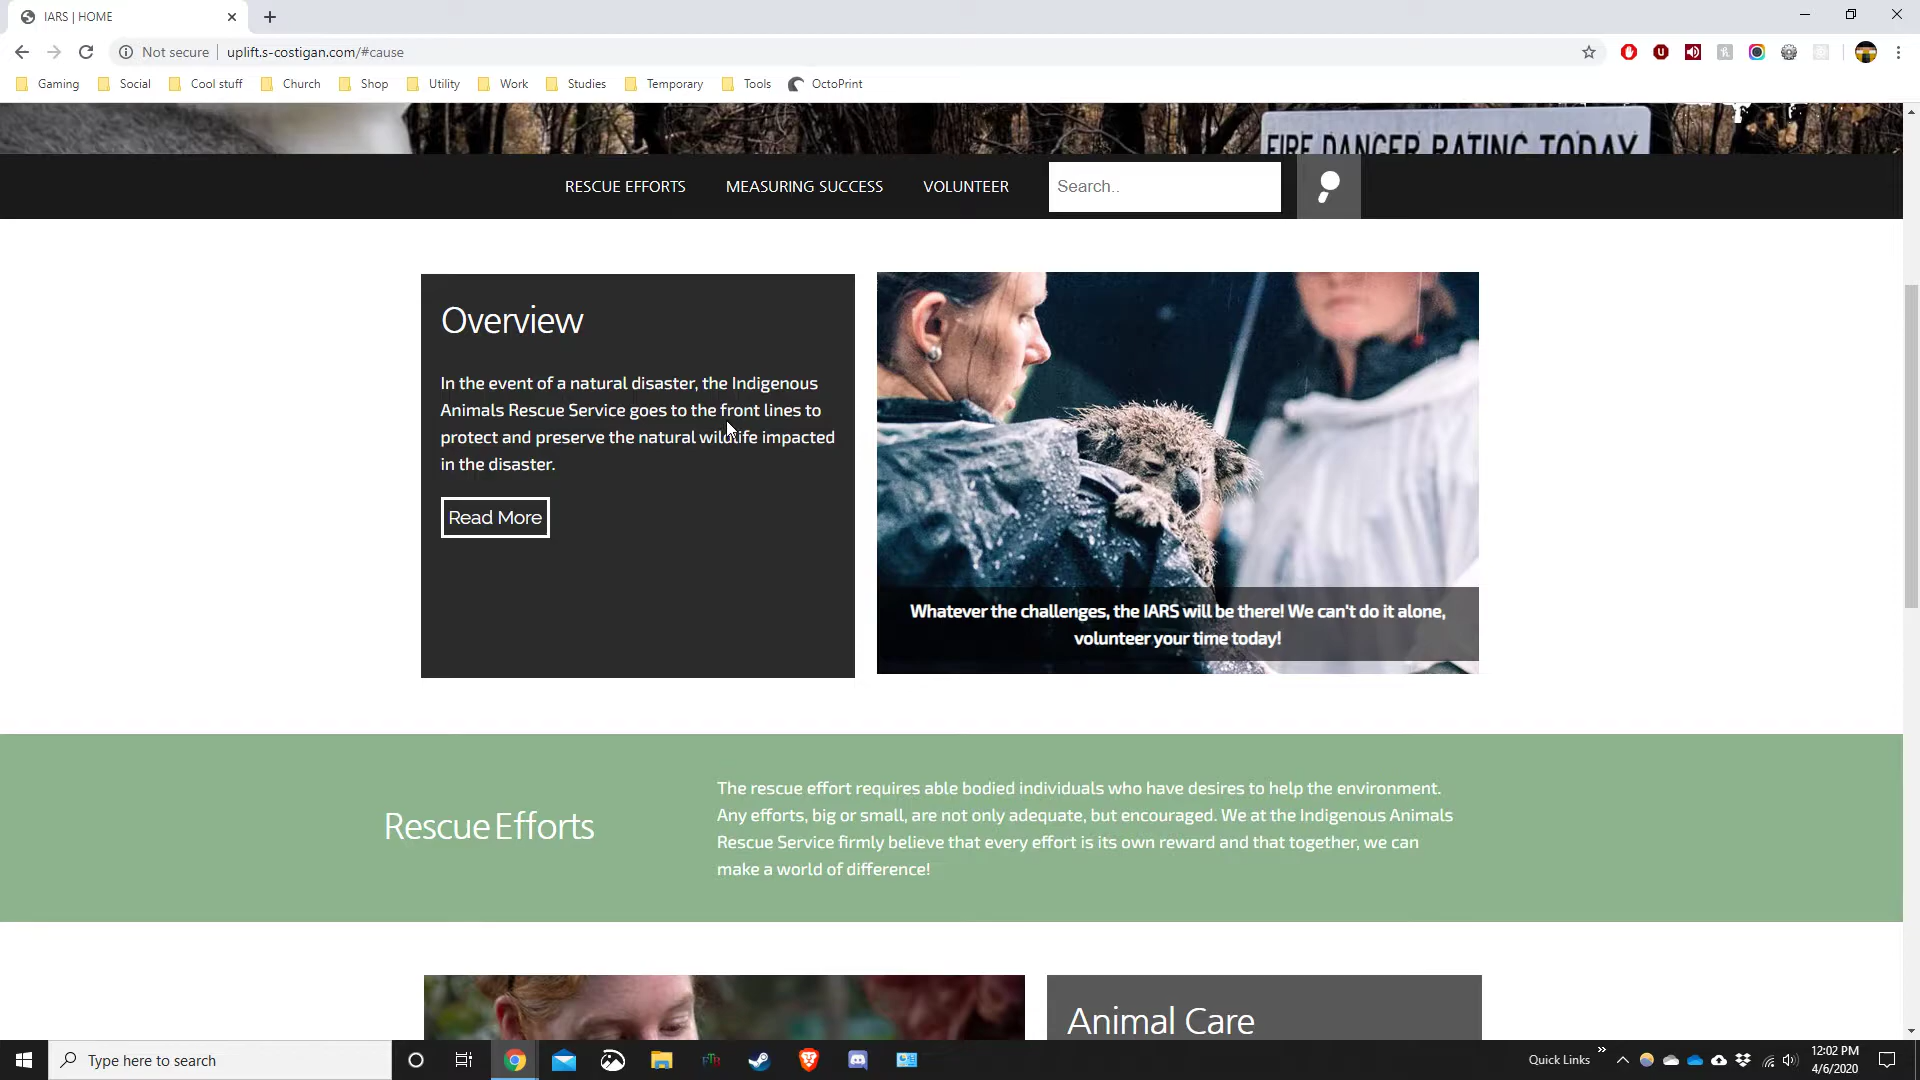 IARS | HOME
Not secure
uplift.s-costigan.com/#cause
Gaming
Social
Cool stuff
Church
Shop
Utility
Work
Studies
Temporary
Tools
OctoPrint
FIRE DANGER RATING TODAY
RESCUE EFFORTS
MEASURING SUCCESS
VOLUNTEER
Search..
Overview
In the event of a natural disaster, the Indigenous
Animals Rescue Service goes to the front lines to
protect and preserve the natural wildlife impacted
in the disaster.
Read More
Whatever the challenges, the IARS will be there! We can't do it alone,
volunteer your time today!
Rescue Efforts
The rescue effort requires able bodied individuals who have desires to help the environment.
Any efforts, big or small, are not only adequate, but encouraged. We at the Indigenous Animals
Rescue Service firmly believe that every effort is its own reward and that together, we can
make a world of difference!
Animal Care
Type here to search
FTB
Quick Links
12:02 PM
4/6/2020